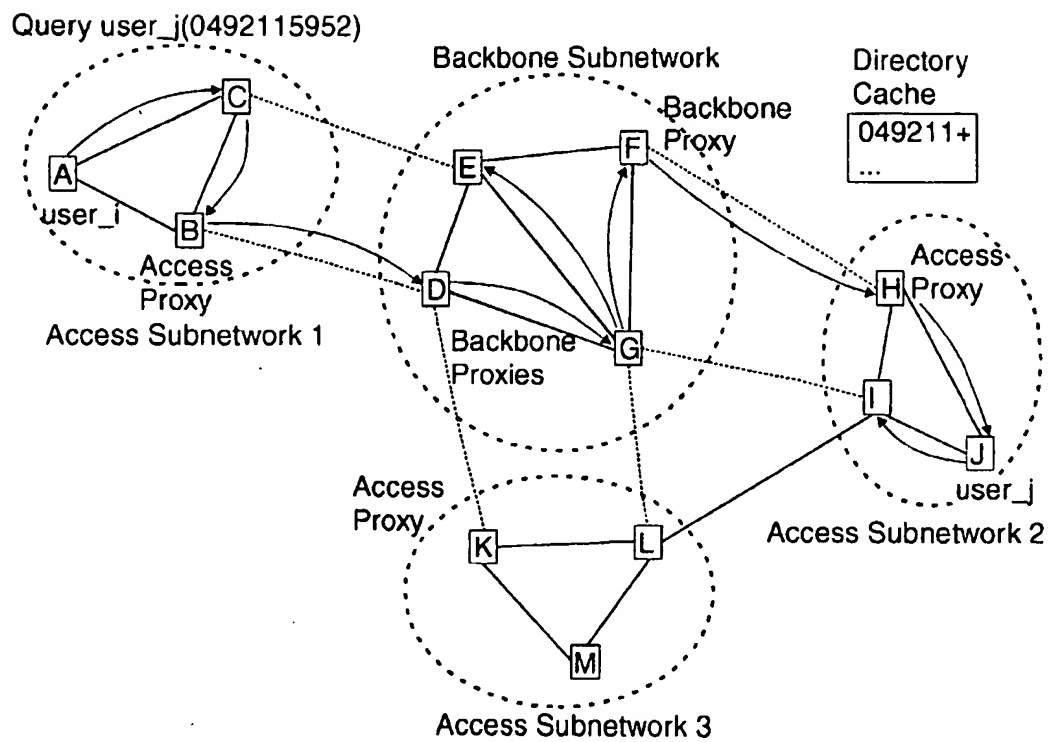 Query user_j(0492115952)
Backbone Subnetwork
Directory
Cache
049211+
...
Backbone
Proxy
C
F
E
A
user_i
B
Access
Proxy
Access Subnetwork 1
D
Backbone
Proxies
G
H
Access
Proxy
I
J
user_j
Access Subnetwork 2
Access
Proxy
K
L
M
Access Subnetwork 3